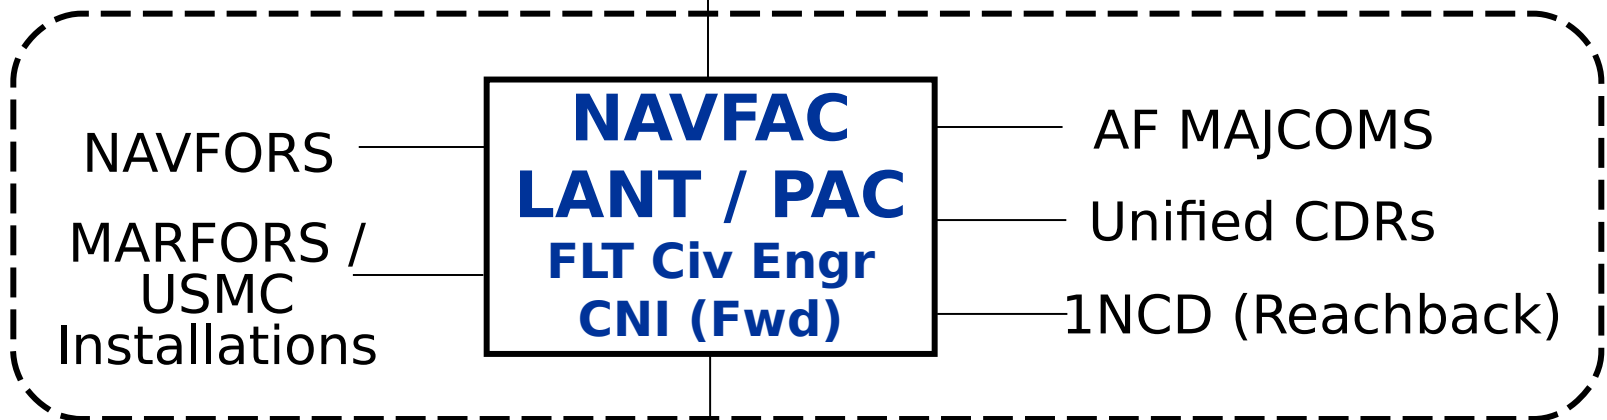 NAVFORS
MARFORS /
USMC
Installations
NAVFAC
LANT / PAC
FLT Civ Engr
CNI (Fwd)
AF MAJCOMS
Unified CDRs
1NCD (Reachback)